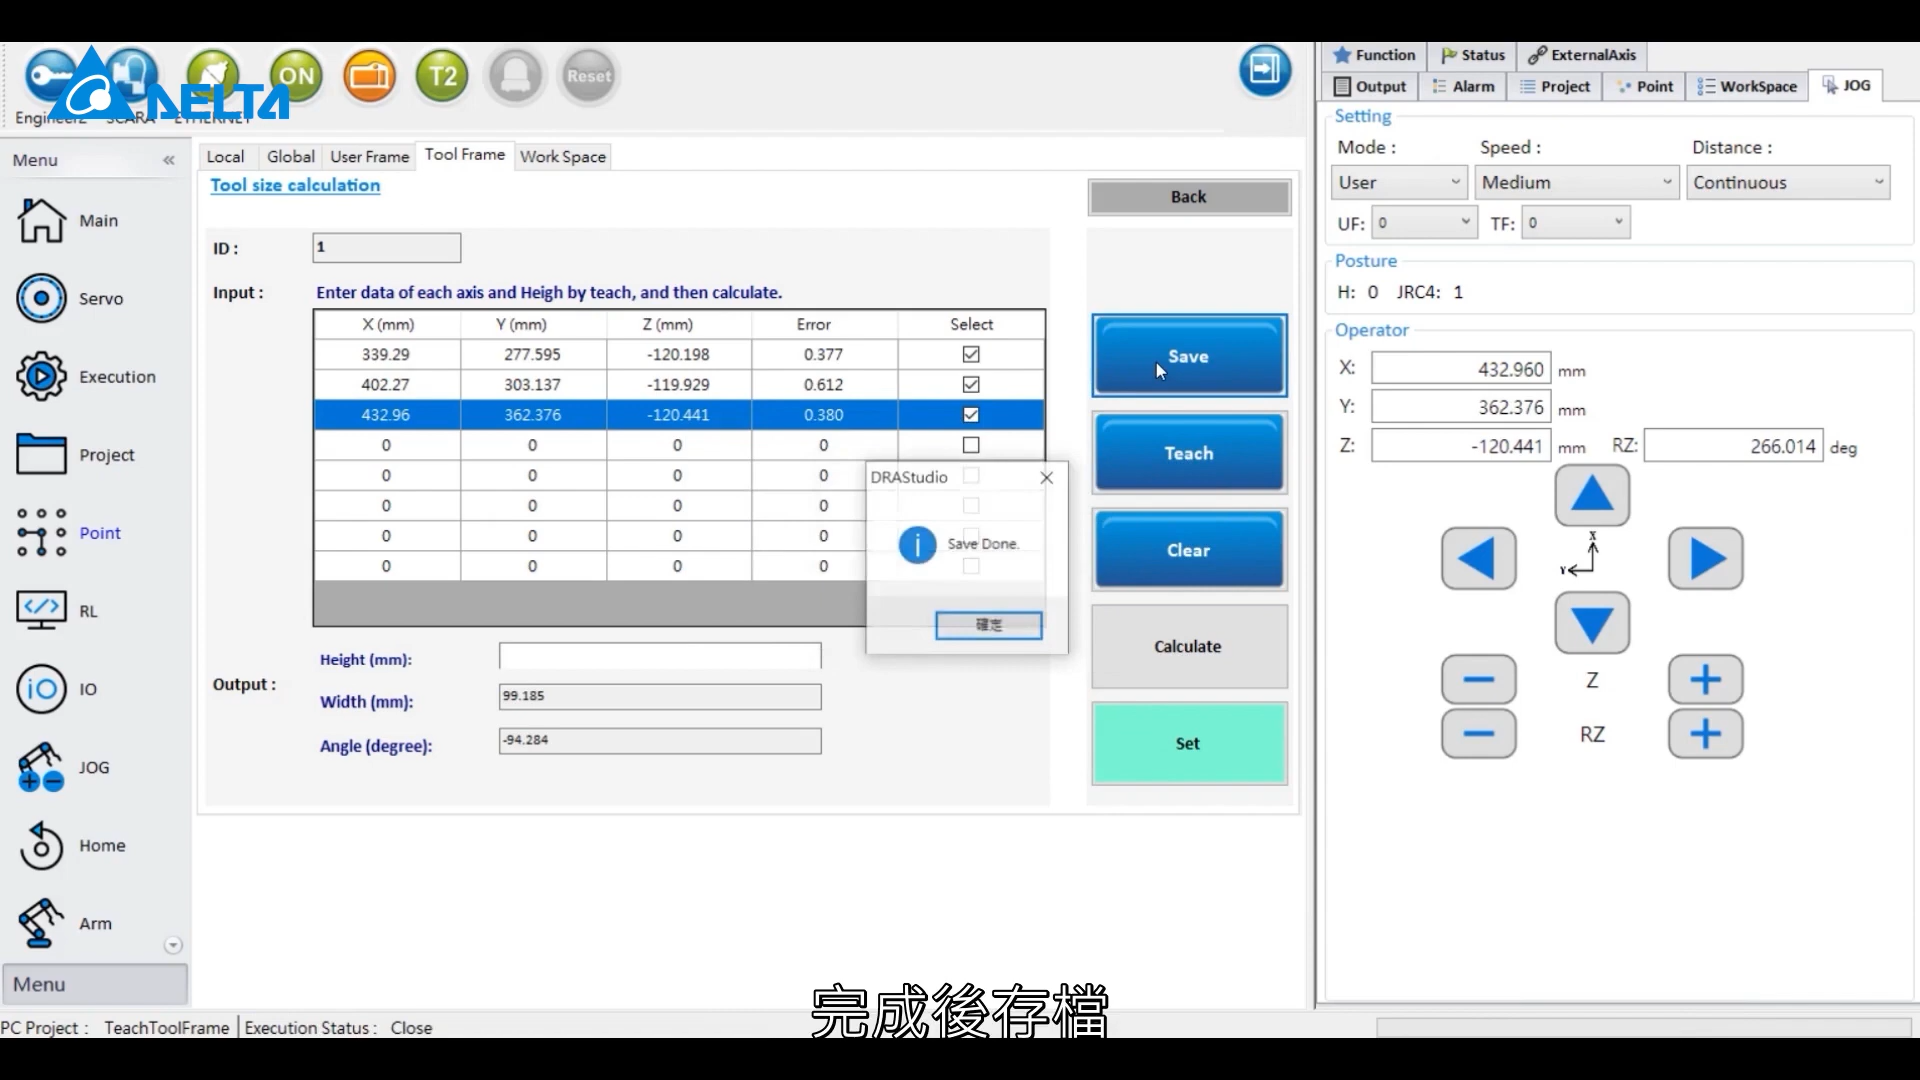 ON
T2
Reset
DELTA
Engineer2 SCARA ETHERNET
Menu «
Main
Servo
Execution
Project
Point
RL
IO
JOG
Home
Arm
Menu
Local Global User Frame Tool Frame Work Space
Tool size calculation
Back
ID : 1
Input : Enter data of each axis and Heigh by teach, and then calculate.
X (mm) Y (mm) Z (mm) Error Select
339.29 277.595 -120.198 0.377
402.27 303.137 -119.929 0.612
432.96 362.376 -120.441 0.380
0 0 0 0
0 0 0 0
0 0 0 0
0 0 0 0
0 0 0 0
DRAStudio
Save Done.
確定
Output :
Height (mm):
Width (mm): 99.185
Angle (degree): -94.284
Save
Teach
Clear
Calculate
Set
Function Status ExternalAxis
Output Alarm Project Point WorkSpace JOG
Setting
Mode : Speed : Distance :
User Medium Continuous
UF: 0 TF: 0
Posture
H: 0 JRC4: 1
Operator
X: 432.960 mm
Y: 362.376 mm
Z: -120.441 mm RZ: 266.014 deg
X
Y
Z
RZ
完成後存檔
PC Project : TeachToolFrame Execution Status : Close